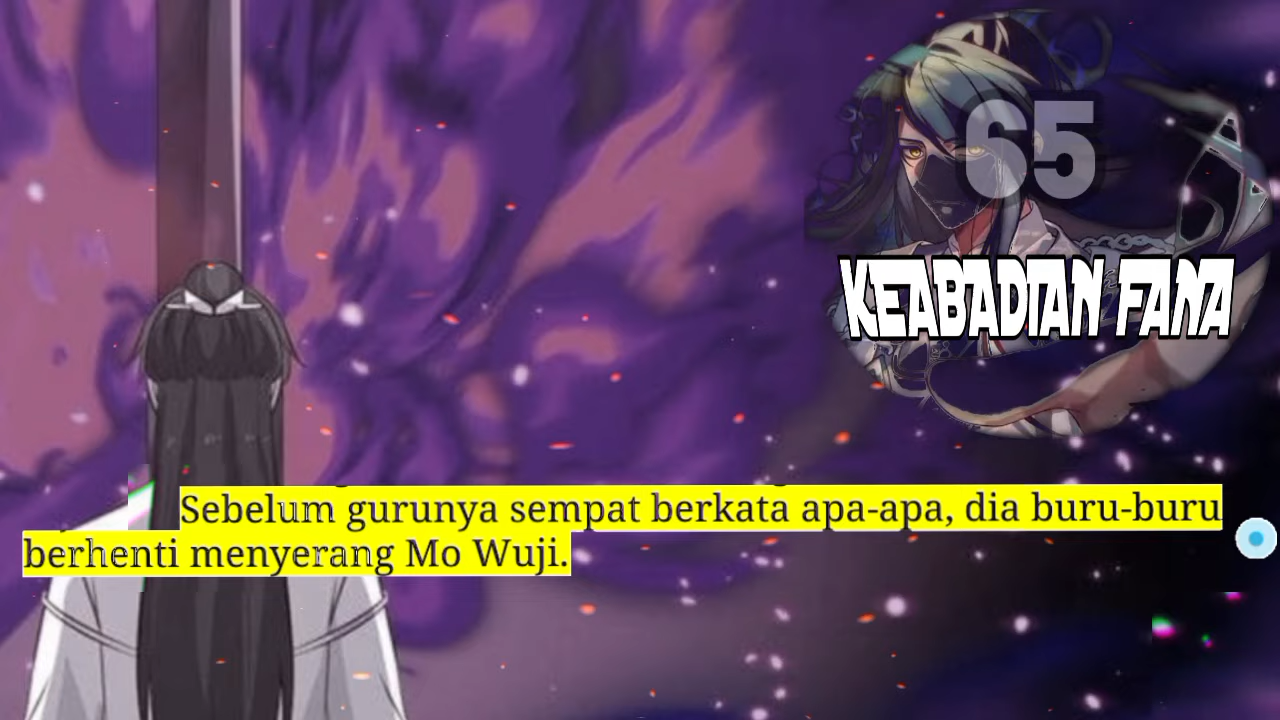 65
KEABADIAN FANA
Sebelum gurunya sempat berkata apa-apa, dia buru-buru
berhenti menyerang Mo Wuji.